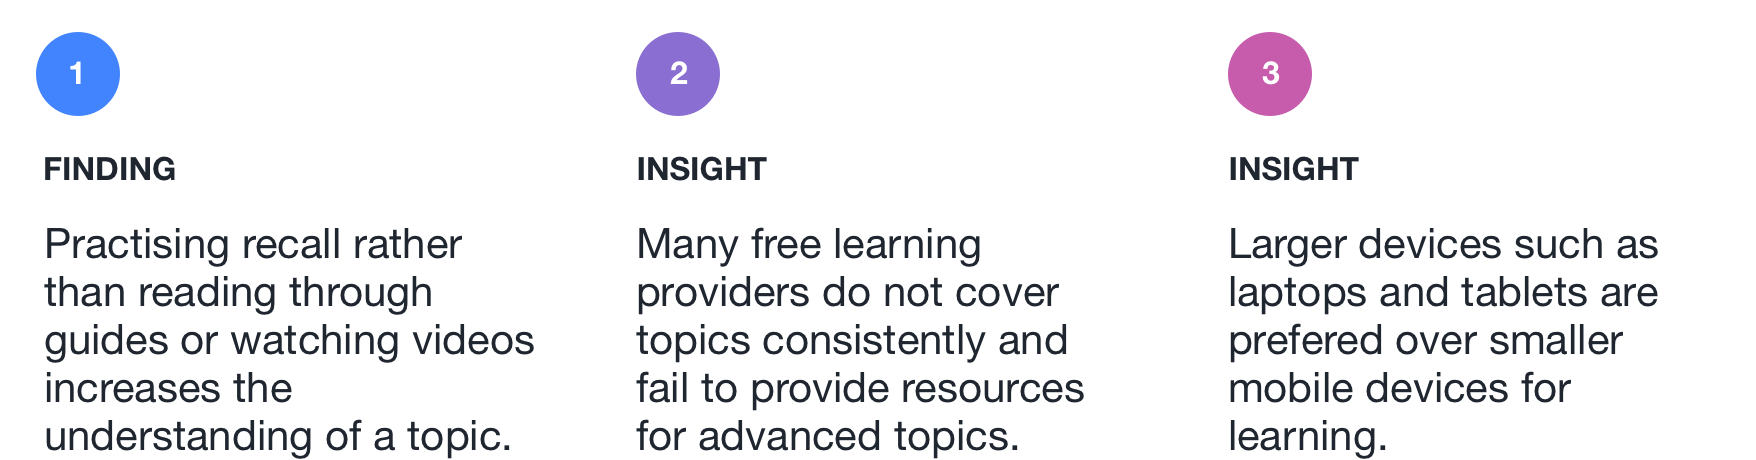 1
FINDING
Practising recall rather
than reading through
guides or watching videos
increases the
understanding of a topic.
2
INSIGHT
Many free learning
providers do not cover
topics consistently and
fail to provide resources
for advanced topics.
3
INSIGHT
Larger devices such as
laptops and tablets are
prefered over smaller
mobile devices for
learning.